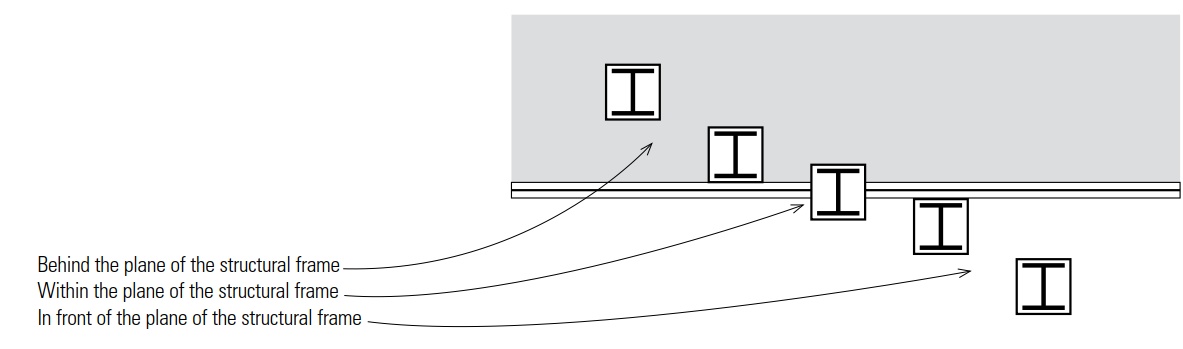 Behind the plane of the structural frame
Within the plane of the structural frame
In front of the plane of the structural frame